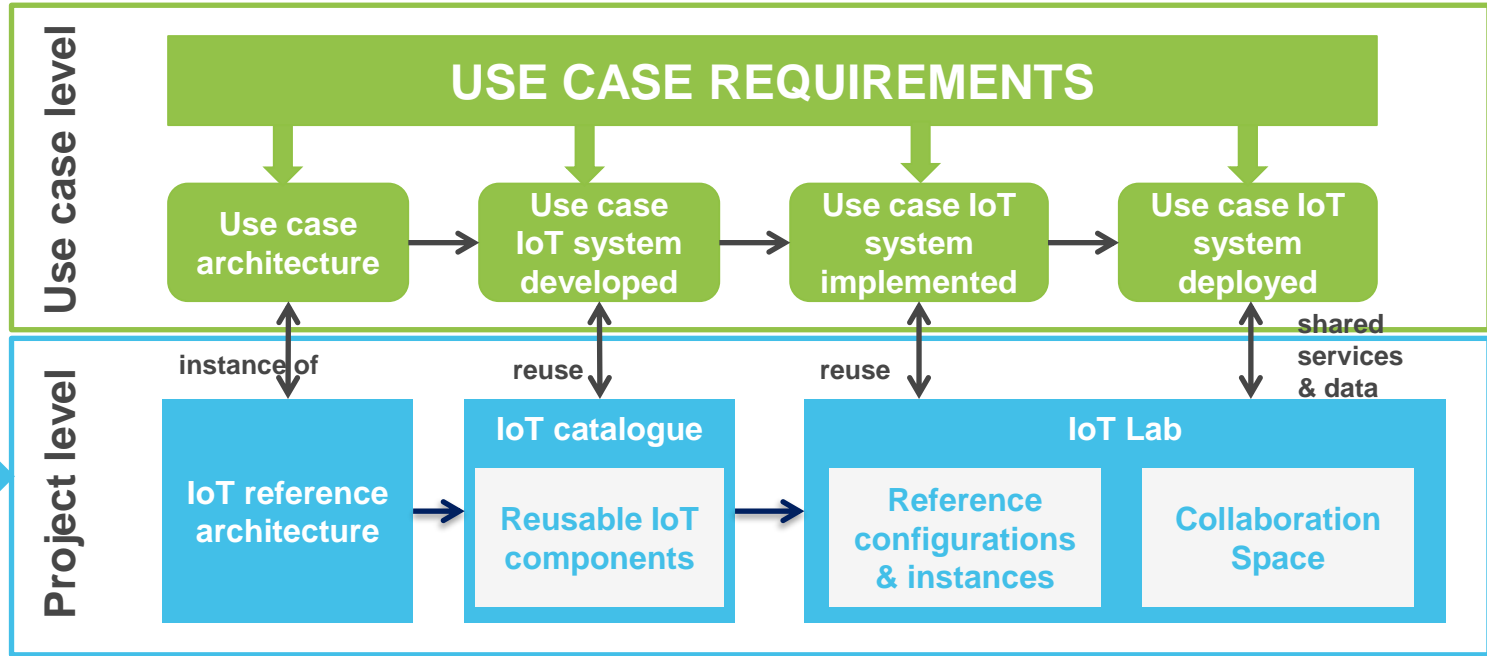 Use case level
USE CASE REQUIREMENTS
Use case
architecture
Use case
IoT system
developed
Use case IoT
system
implemented
Use case IoT
system
deployed
instance of
reuse
reuse
shared
services
& data
Project level
IoT reference
architecture
IoT catalogue
Reusable IoT
components
IoT Lab
Reference
configurations
& instances
Collaboration
Space